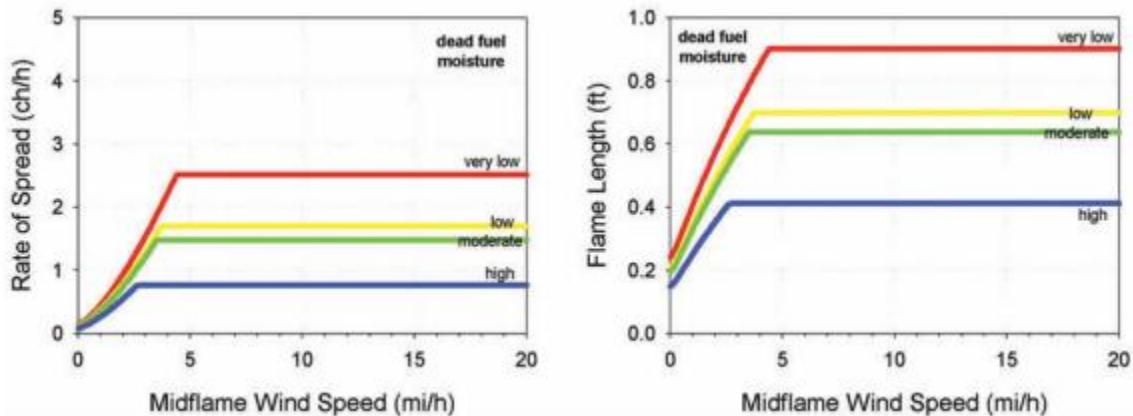 Rate of Spread (ch/h)
5
4
3
2
1
0
dead fuel
moisture
very low
low
moderate
high
0
5
10
15
20
Midflame Wind Speed (mi/h)
Flame Length (ft)
1.0
0.8
0.6
0.4
0.2
0.0
dead fuel
moisture
very low
low
moderate
high
0
5
10
15
20
Midflame Wind Speed (mi/h)